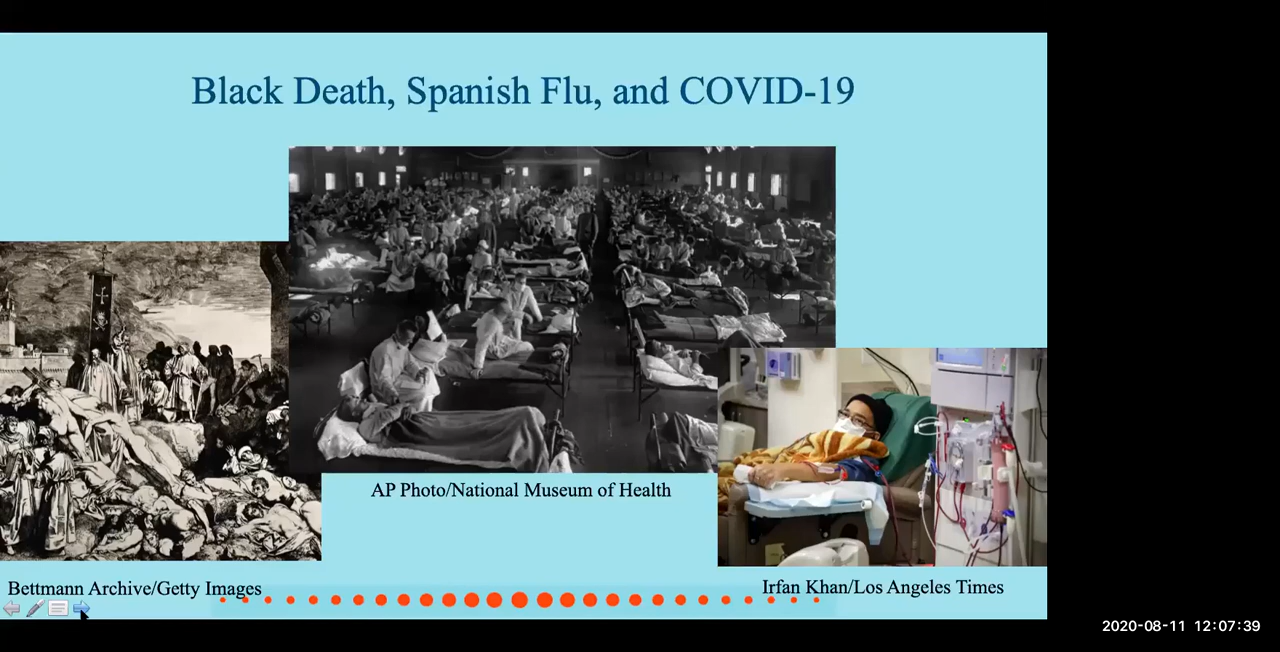 Black Death, Spanish Flu, and COVID-19
AP Photo/National Museum of Health
Bettmann Archive/Getty Images
Irfan Khan/Los Angeles Times
2020-08-11 12:07:39